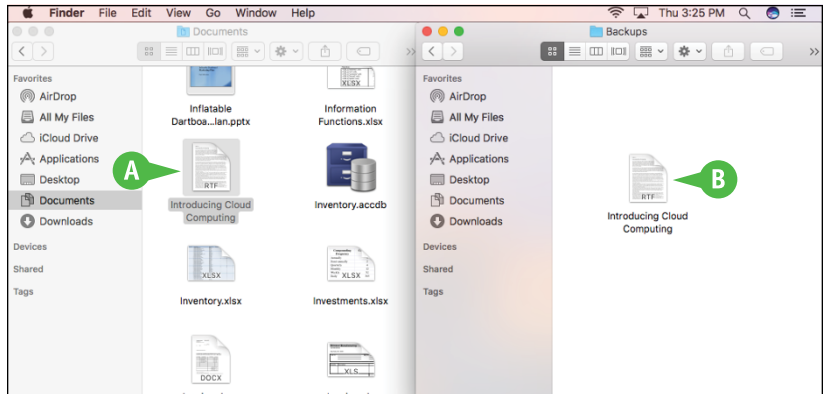 Finder File Edit View Go Window Help
Thu 3:25 PM
Documents
Favorites
AirDrop
All My Files
iCloud Drive
Applications
Desktop
Documents
Downloads
Devices
Shared
Tags
XLSX
Inflatable
Dartboa...lan.pptx
Information
Functions.xlsx
A
RTF
Introducing Cloud
Computing
Inventory.accdb
XLSX
Inventory.xlsx
XLSX
Investments.xlsx
DOCX
XLS
Backups
Favorites
AirDrop
All My Files
iCloud Drive
Applications
Desktop
Documents
Downloads
Devices
Shared
Tags
RTF
B
Introducing Cloud
Computing